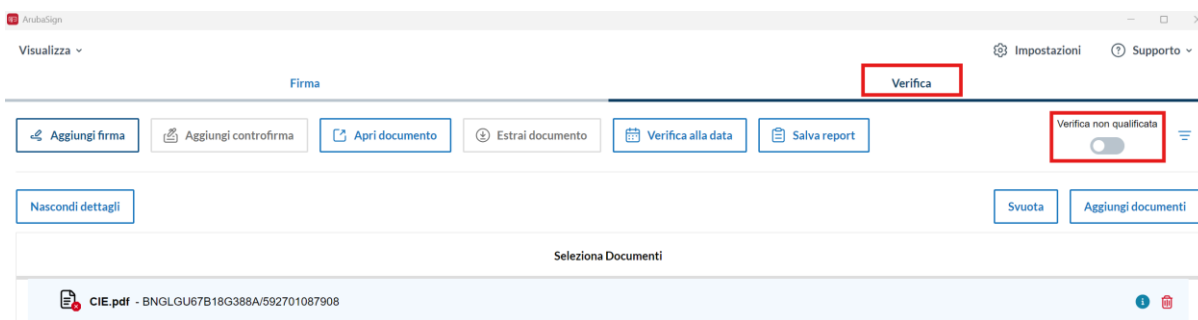 ArubaSign
Visualizza
Impostazioni
Supporto
Firma
Verifica
Aggiungi firma
Aggiungi controfirma
Apri documento
Estrai documento
Verifica alla data
Salva report
Verifica non qualificata
Nascondi dettagli
Svuota
Aggiungi documenti
Seleziona Documenti
CIE.pdf - BNGLGU67B18G388A/592701087908